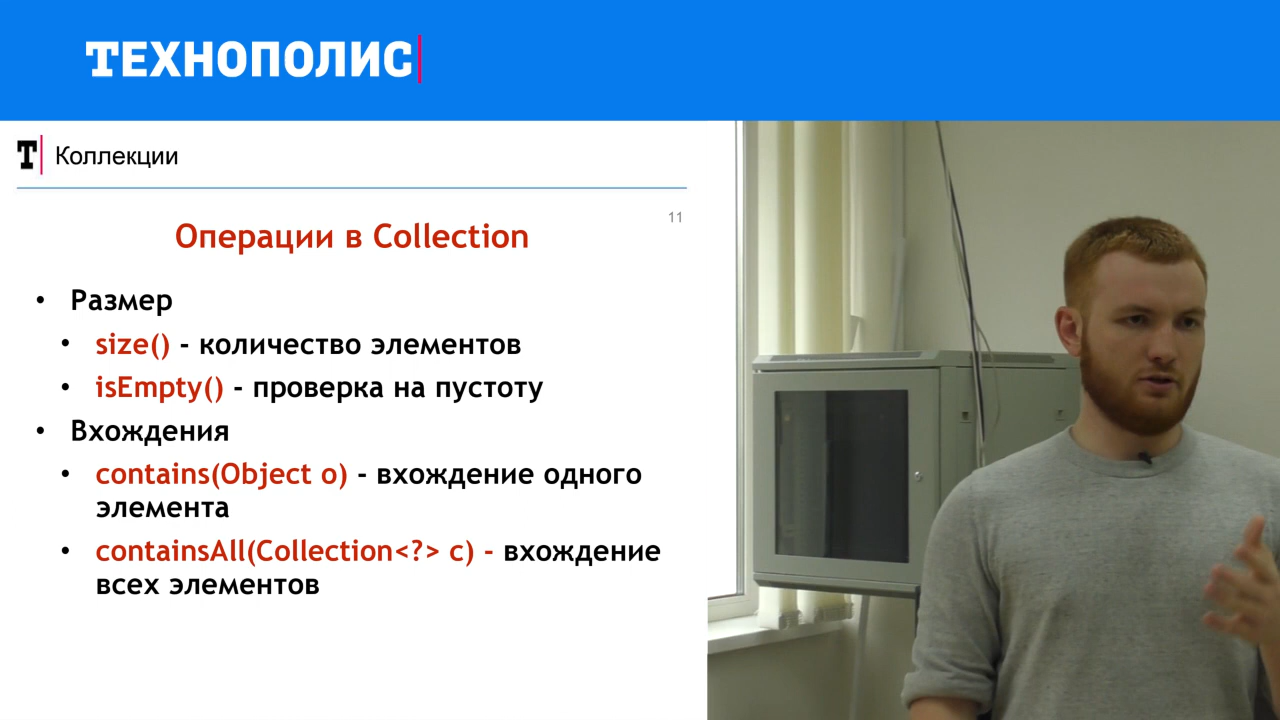 ТЕХНОПОЛИС
Т Коллекции
11
Операции в Collection
• Размер
• size() - количество элементов
• isEmpty() - проверка на пустоту
• Вхождения
• contains(Object o) - вхождение одного
элемента
• containsAll(Collection<?> c) - вхождение
всех элементов